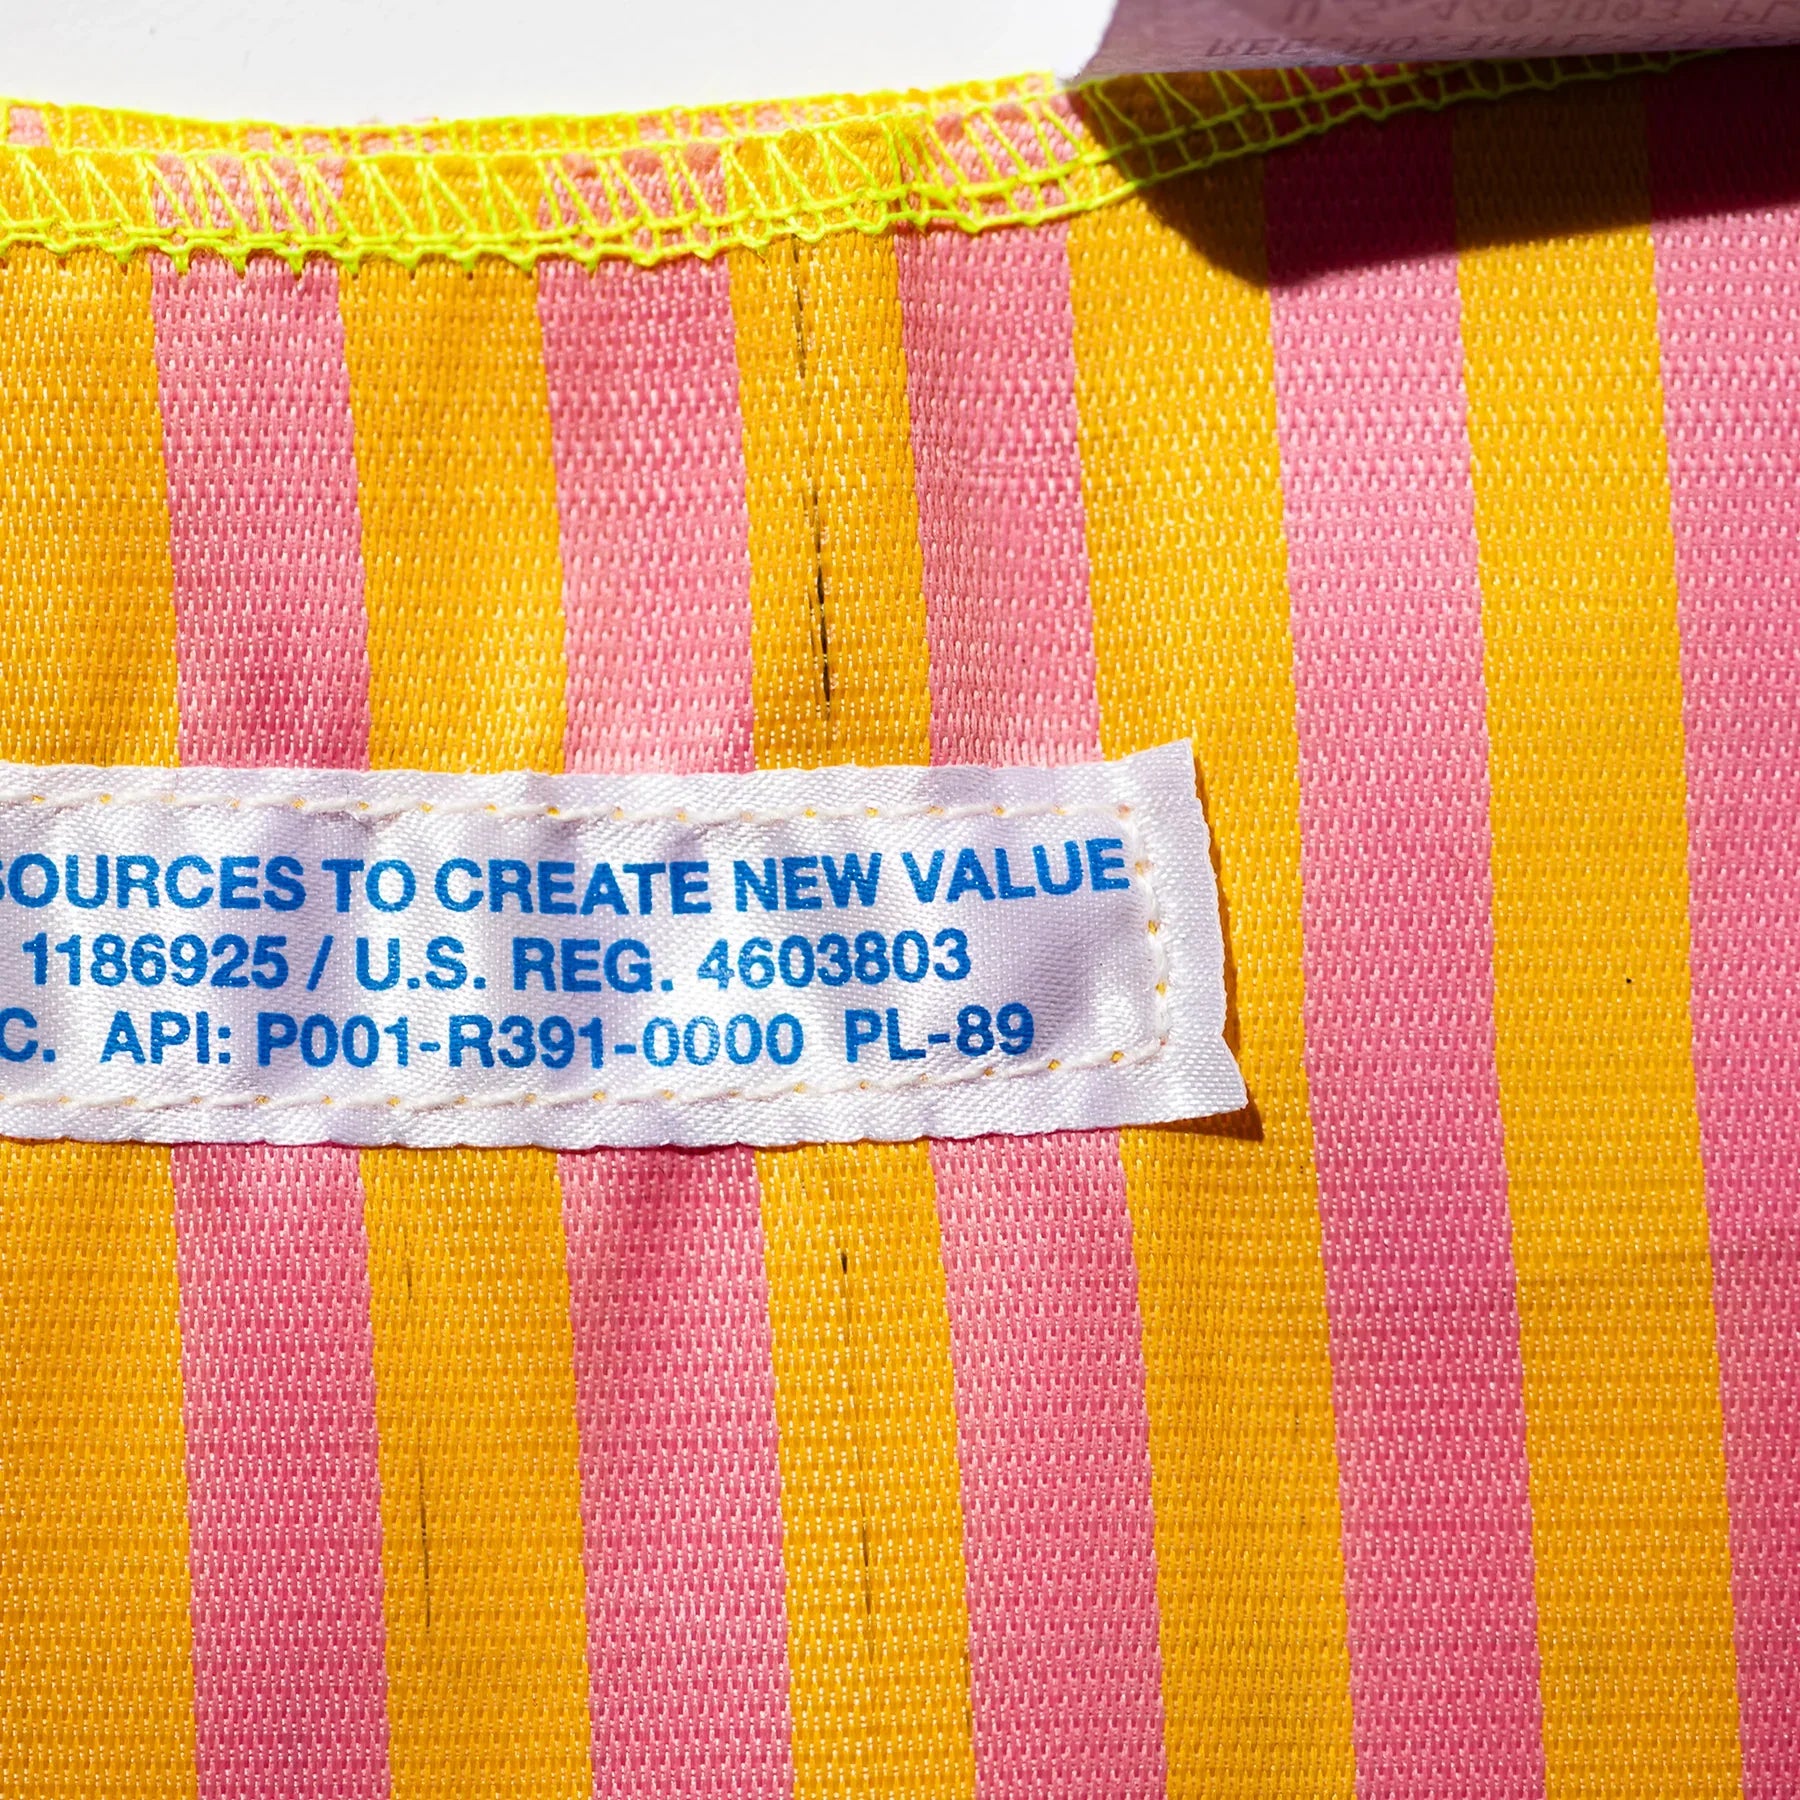 SOURCES TO CREATE NEW VALUE
1186925 / U.S. REG. 4603803
C. API: P001-R391-0000 PL-89